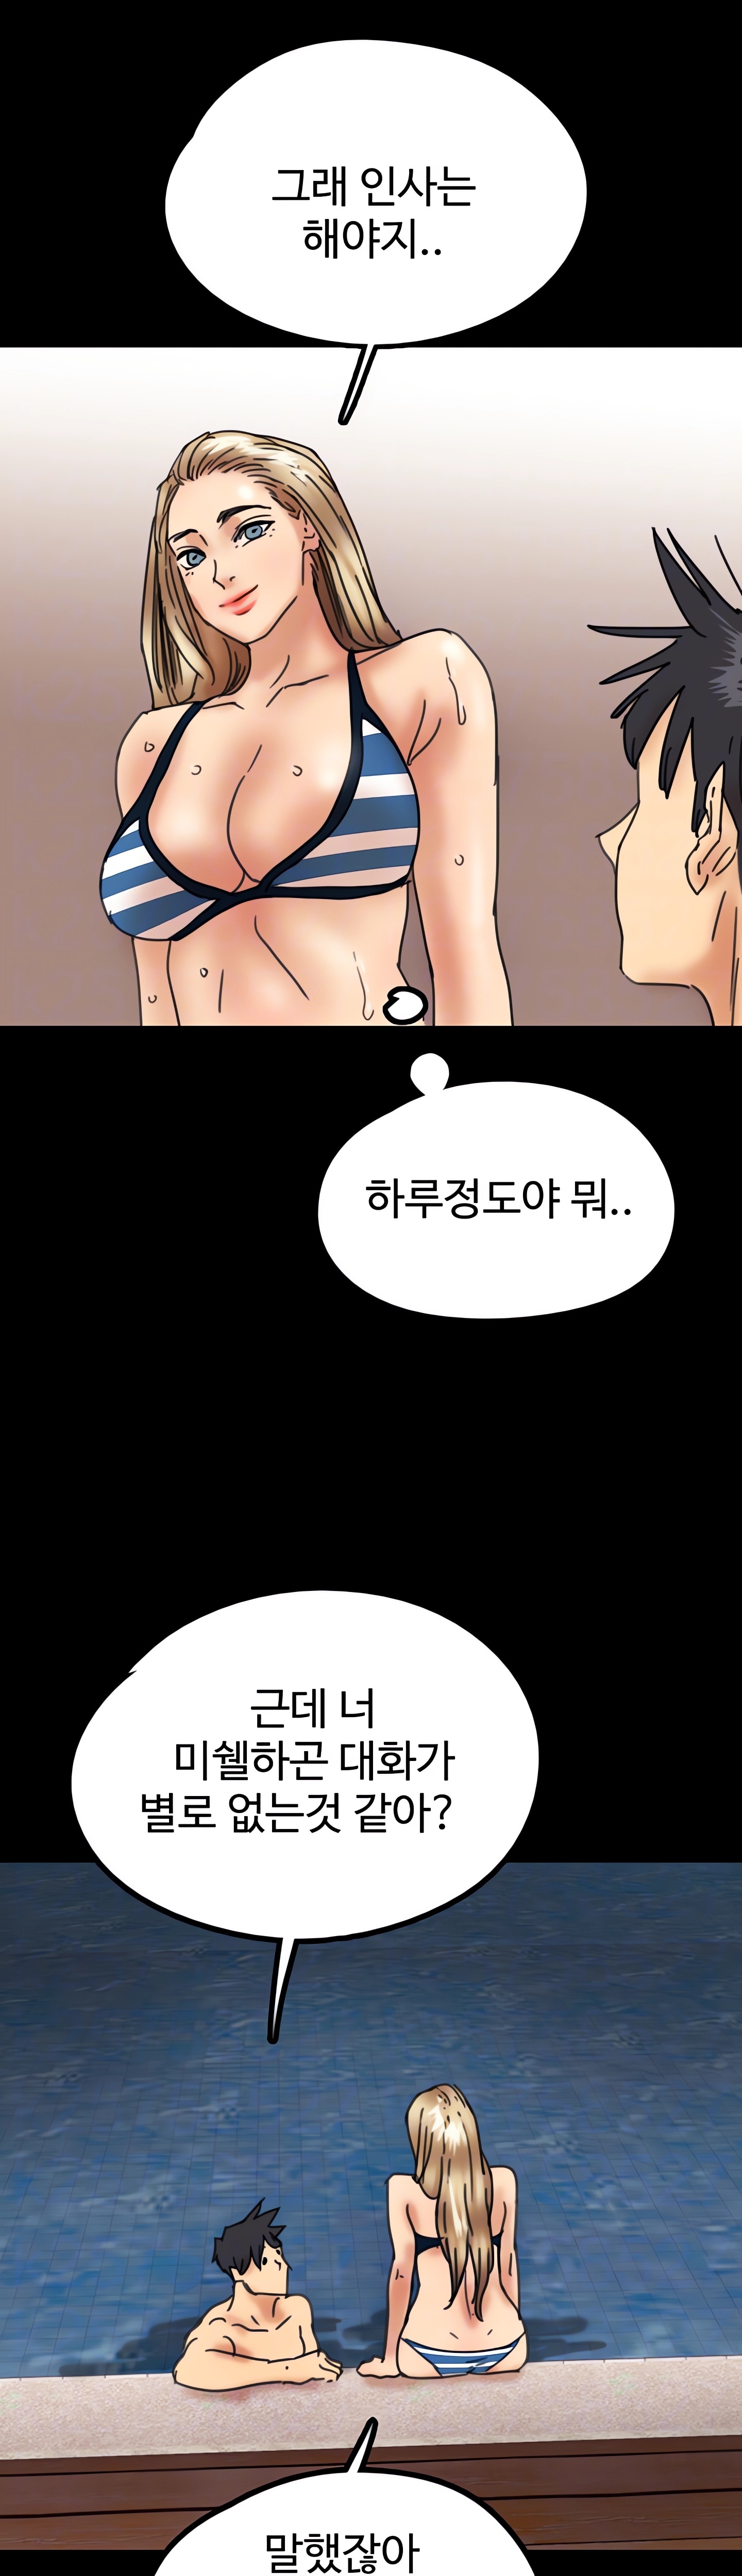 그래 인사는
해야지..
하루정도야 뭐..
근데 너
미쉘하곤 대화가
별로 없는것 같아?
말했잖아